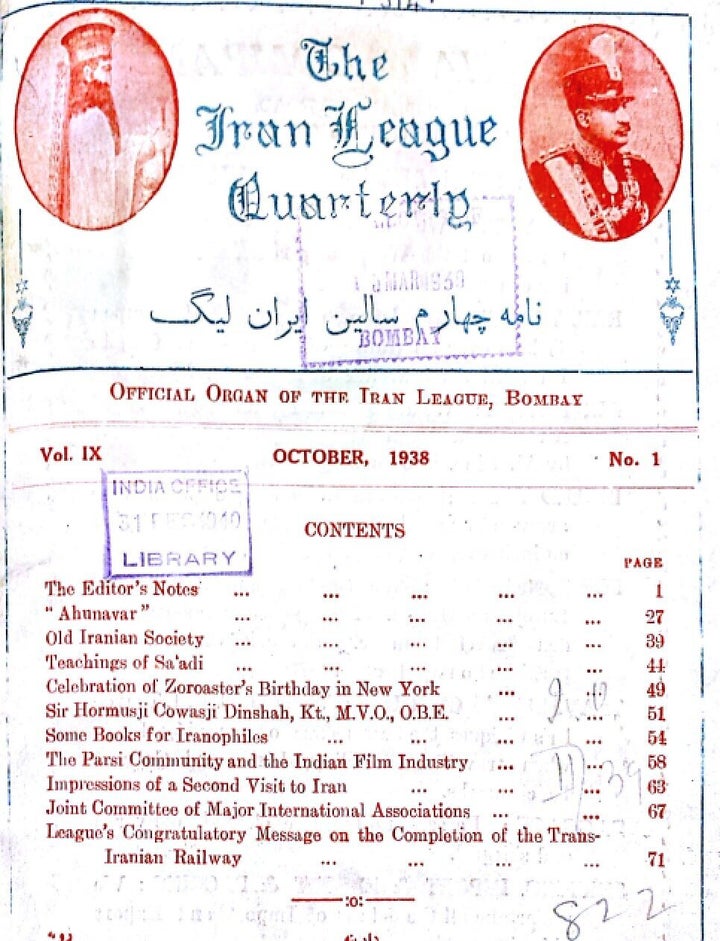 The
Iran League
Quarterly
MAR 1939
BOMBAY
نامه چهارم سالین ایران لیگ
OFFICIAL ORGAN OF THE IRAN LEAGUE, BOMBAY
Vol. IX OCTOBER, 1938 No. 1
INDIA OFFICE
31 DEC 1940
LIBRARY
CONTENTS
PAGE
The Editor's Notes ... ... ... ... ... 1
" Ahunavar " ... ... ... ... ... 27
Old Iranian Society ... ... ... ... ... 39
Teachings of Sa'adi ... ... ... ... ... 44
Celebration of Zoroaster's Birthday in New York ... ... 49
Sir Hormusji Cowasji Dinshah, Kt., M.V.O., O.B.E. ... ... 51
Some Books for Iranophiles ... ... ... ... 54
The Parsi Community and the Indian Film Industry ... ... 58
Impressions of a Second Visit to Iran ... ... ... 63
Joint Committee of Major International Associations ... ... 67
League's Congratulatory Message on the Completion of the Trans-
Iranian Railway ... ... ... ... 71
:o:
822